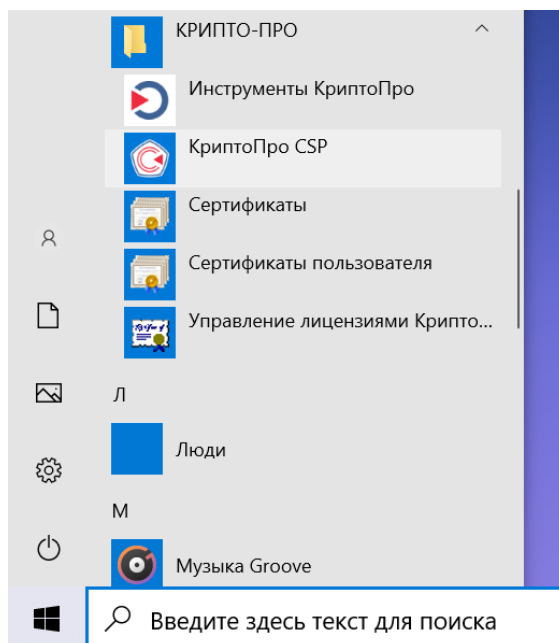 КРИПТО-ПРО
Инструменты КриптоПро
КриптоПро CSP
Сертификаты
Сертификаты пользователя
Управление лицензиями Крипто...
Л
Люди
М
Музыка Groove
Введите здесь текст для поиска